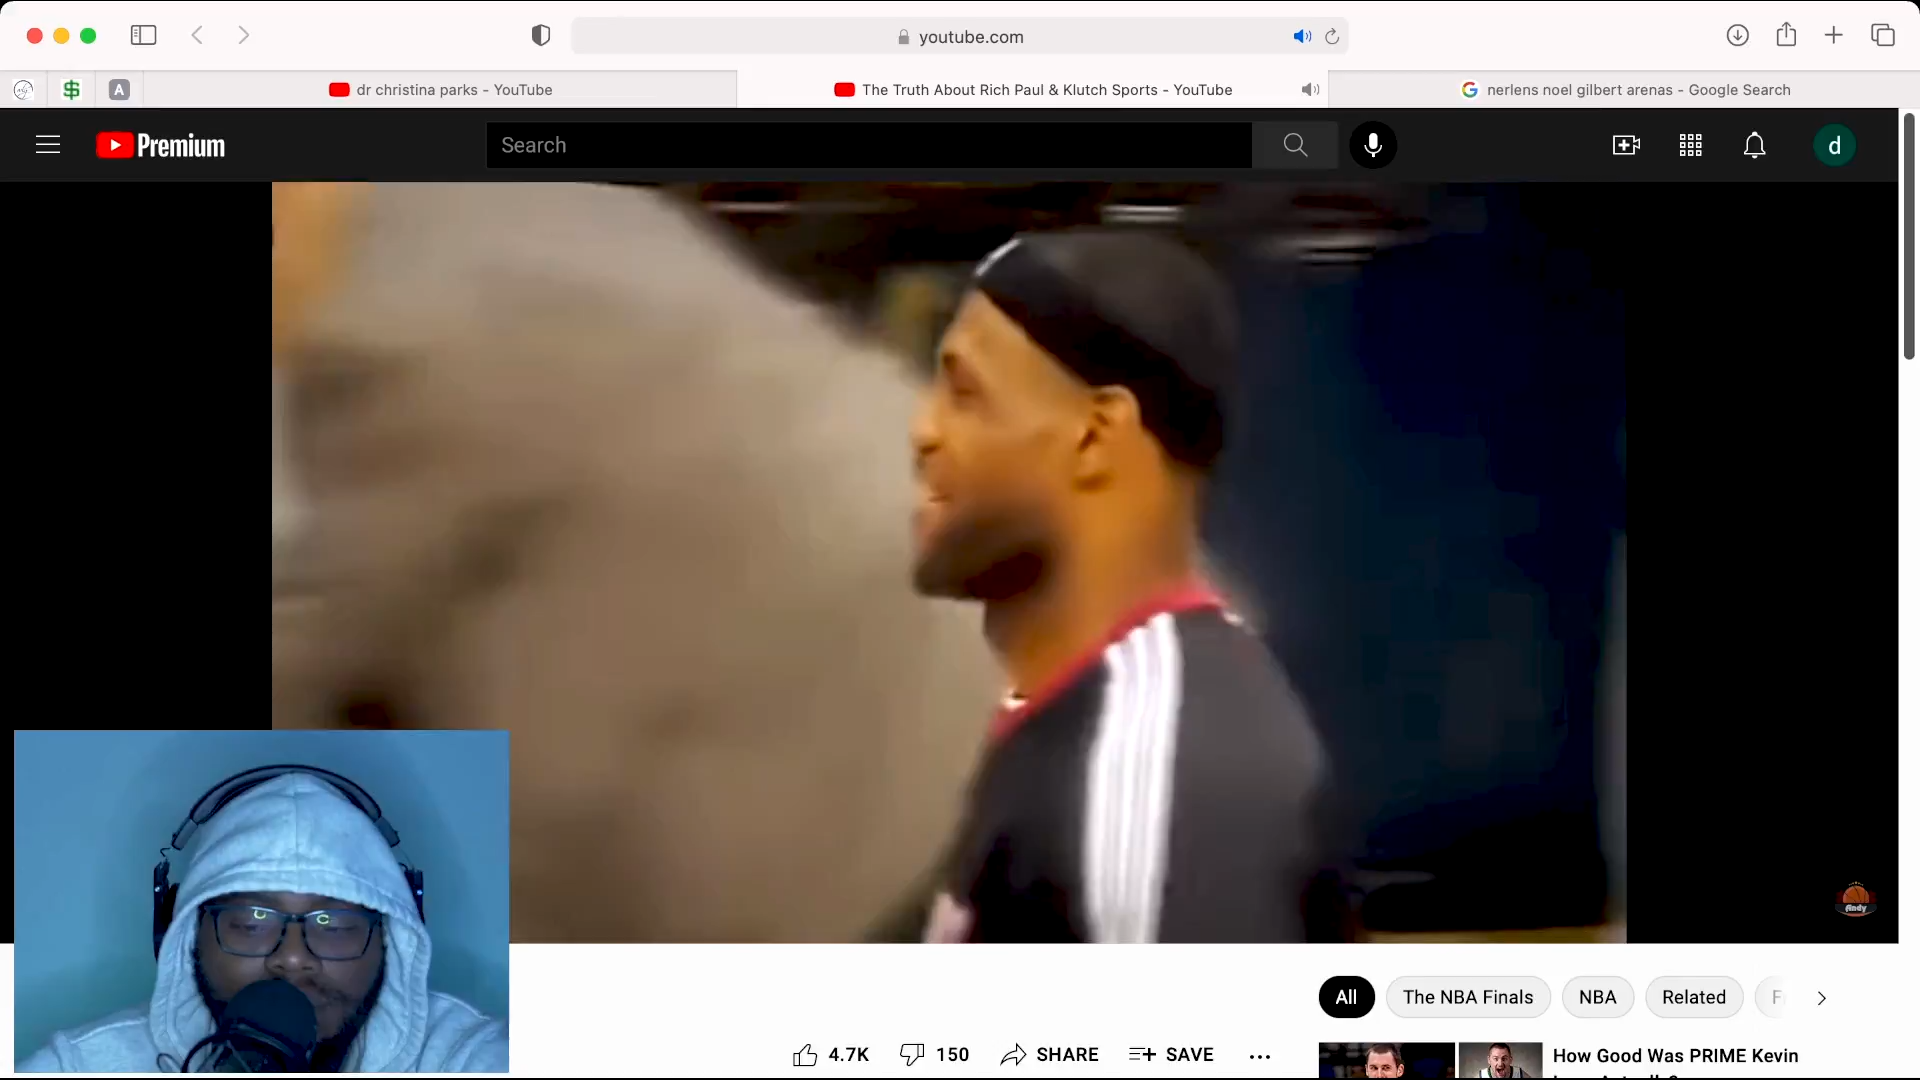 youtube.com
A
dr christina parks - YouTube
The Truth About Rich Paul & Klutch Sports - YouTube
nerlens noel gilbert arenas - Google Search
Premium
Search
d
Andy
All
The NBA Finals
NBA
Related
4.7K
150
SHARE
SAVE
How Good Was PRIME Kevin